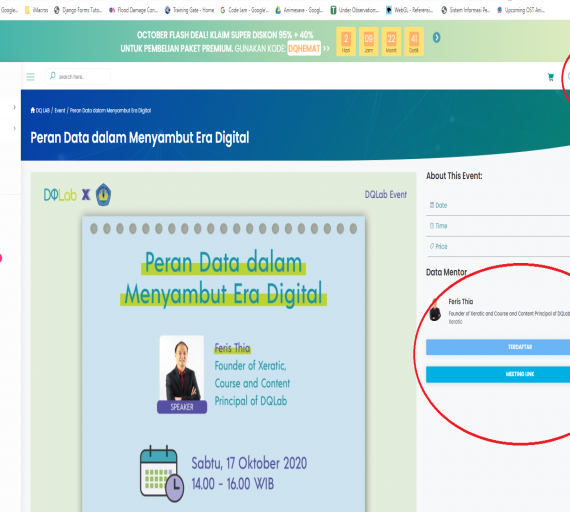 Google...
iMacros
Django Forms Tuto...
Flood Damage Con...
Training Gate - Home
G Code Jam - Google'...
Animesave - Googl...
Under Observation...
WebGL - Referensi...
Sistem Informasi Pe...
Upcoming OST Ani...
OCTOBER FLASH DEAL! KLAIM SUPER DISKON 95% + 40%
UNTUK PEMBELIAN PAKET PREMIUM. GUNAKAN KODE: DQHEMAT >>
2 09 22 41
Hari Jam Menit Detik
search here..
DQ LAB / Event / Peran Data dalam Menyambut Era Digital
Peran Data dalam Menyambut Era Digital
DQLab X
DQLab Event
Peran Data dalam
Menyambut Era Digital
Feris Thia
Founder of Xeratic,
Course and Content
Principal of DQLab
SPEAKER
Sabtu, 17 Oktober 2020
14.00 - 16.00 WIB
About This Event:
Date
Time
Price
Data Mentor
Feris Thia
Founder of Xeratic and Course and Content Principal of DQLab
Xeratic
TERDAFTAR
MEETING LINK